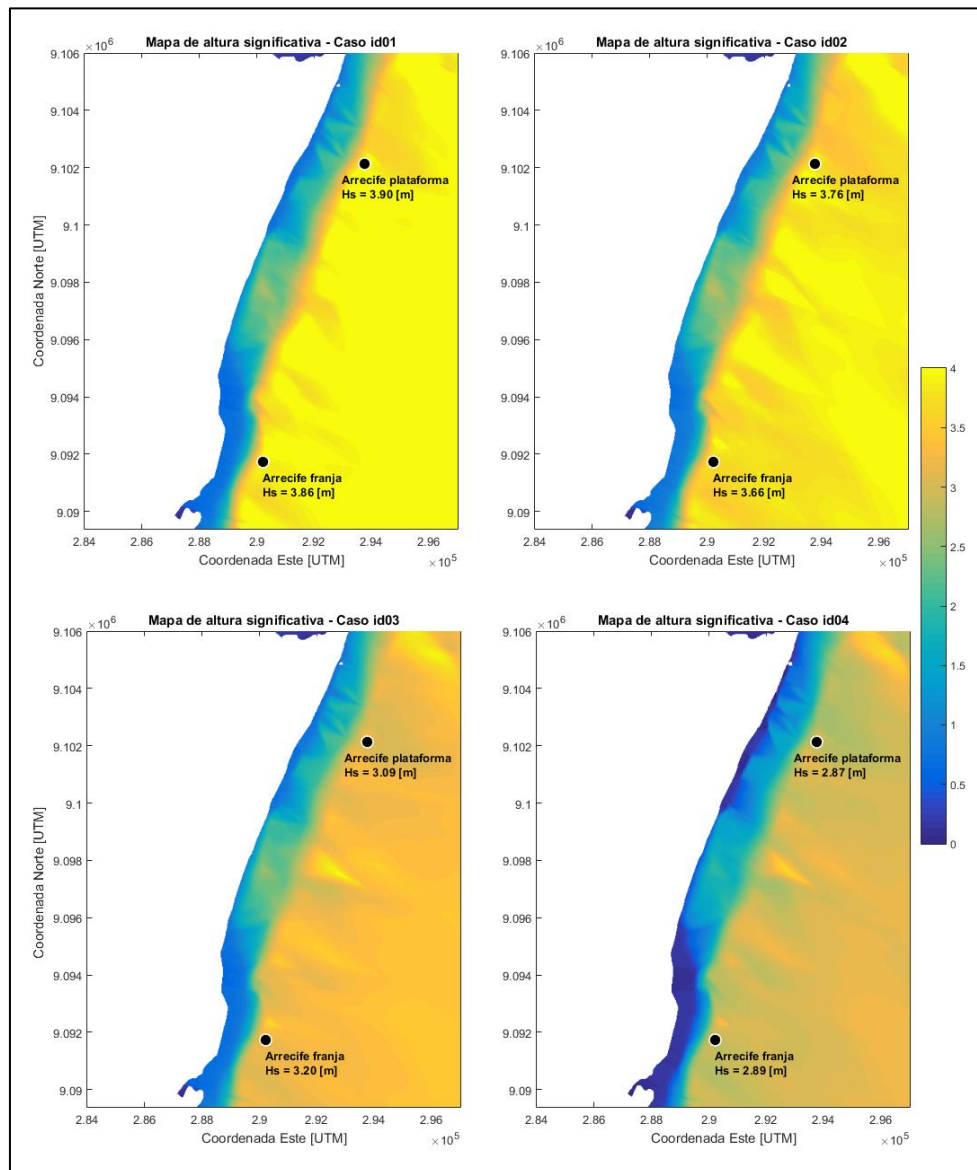 Mapa de altura significativa - Caso id01
9.106 ×10⁶
9.104
9.102
9.1
9.098
9.096
9.094
9.092
9.09
Coordenada Norte [UTM]
Arrecife plataforma
Hs = 3.90 [m]
Arrecife franja
Hs = 3.86 [m]
2.84 2.86 2.88 2.9 2.92 2.94 2.96
Coordenada Este [UTM]
×10⁵
Mapa de altura significativa - Caso id02
9.106 ×10⁶
9.104
9.102
9.1
9.098
9.096
9.094
9.092
9.09
Arrecife plataforma
Hs = 3.76 [m]
Arrecife franja
Hs = 3.66 [m]
2.84 2.86 2.88 2.9 2.92 2.94 2.96
Coordenada Este [UTM]
×10⁵
4
3.5
3
2.5
2
1.5
1
0.5
0
Mapa de altura significativa - Caso id03
9.106 ×10⁶
9.104
9.102
9.1
9.098
9.096
9.094
9.092
9.09
Coordenada Norte [UTM]
Arrecife plataforma
Hs = 3.09 [m]
Arrecife franja
Hs = 3.20 [m]
2.84 2.86 2.88 2.9 2.92 2.94 2.96
Coordenada Este [UTM]
×10⁵
Mapa de altura significativa - Caso id04
9.106 ×10⁶
9.104
9.102
9.1
9.098
9.096
9.094
9.092
9.09
Arrecife plataforma
Hs = 2.87 [m]
Arrecife franja
Hs = 2.89 [m]
2.84 2.86 2.88 2.9 2.92 2.94 2.96
Coordenada Este [UTM]
×10⁵